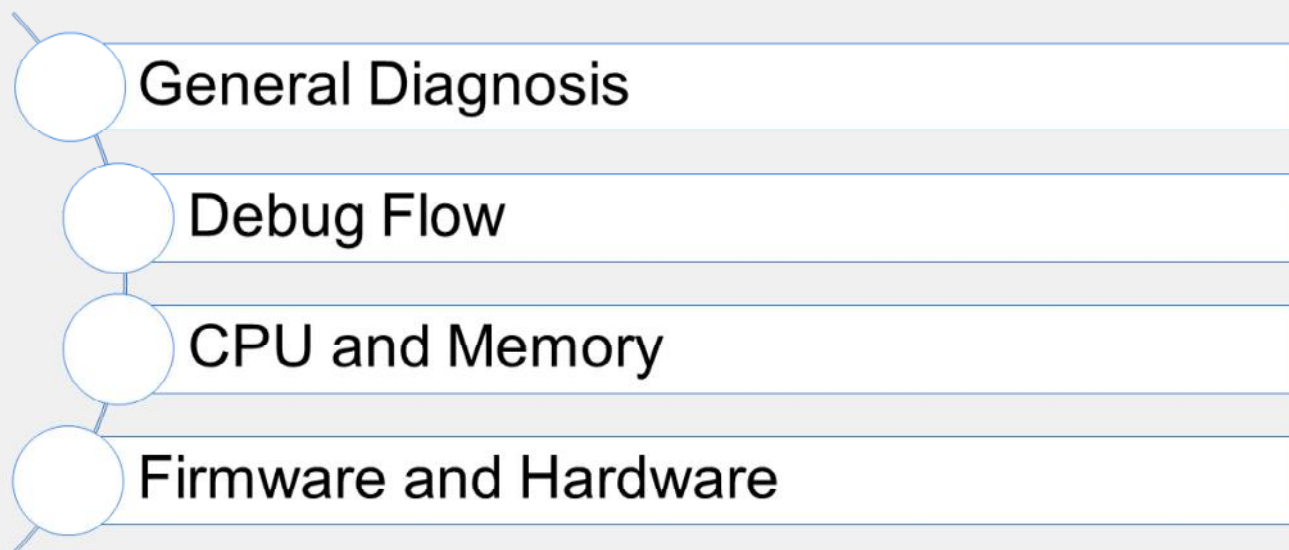 General Diagnosis
Debug Flow
CPU and Memory
Firmware and Hardware